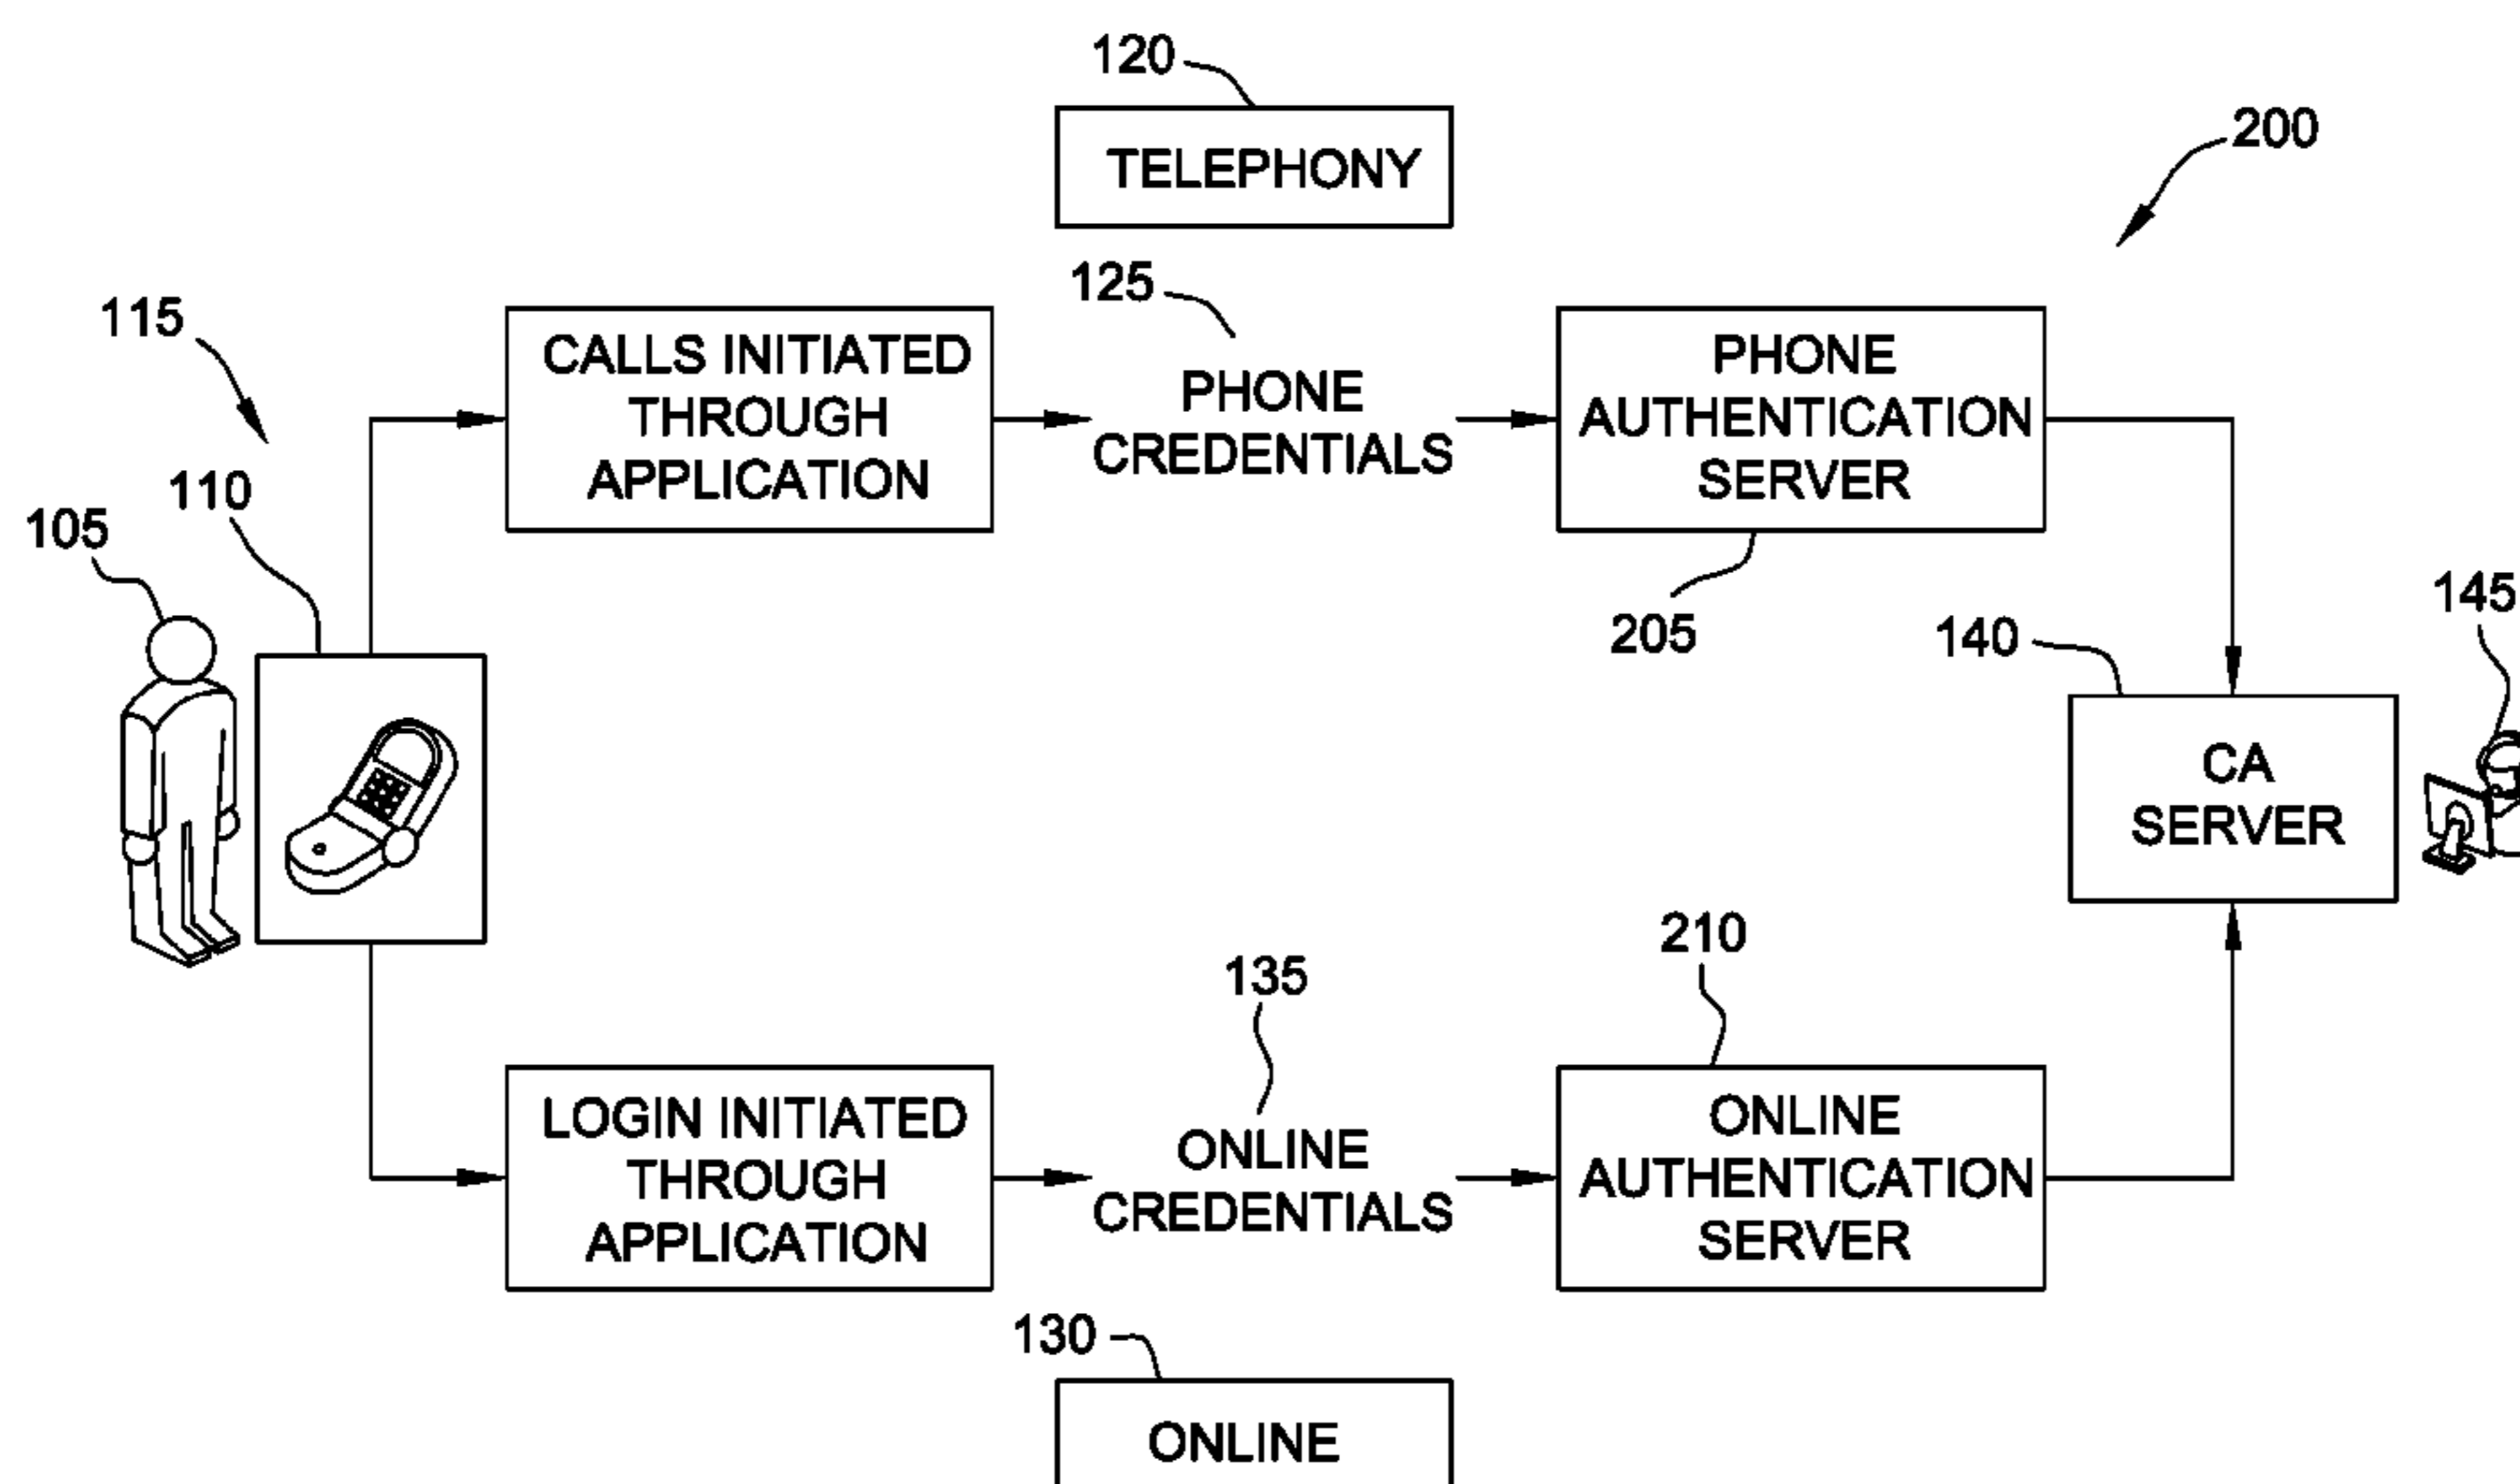 120
TELEPHONY
200
125
115
CALLS INITIATED
THROUGH
APPLICATION
PHONE
CREDENTIALS
PHONE
AUTHENTICATION
SERVER
110
105
205
145
140
CA
SERVER
210
135
LOGIN INITIATED
THROUGH
APPLICATION
ONLINE
CREDENTIALS
ONLINE
AUTHENTICATION
SERVER
130
ONLINE